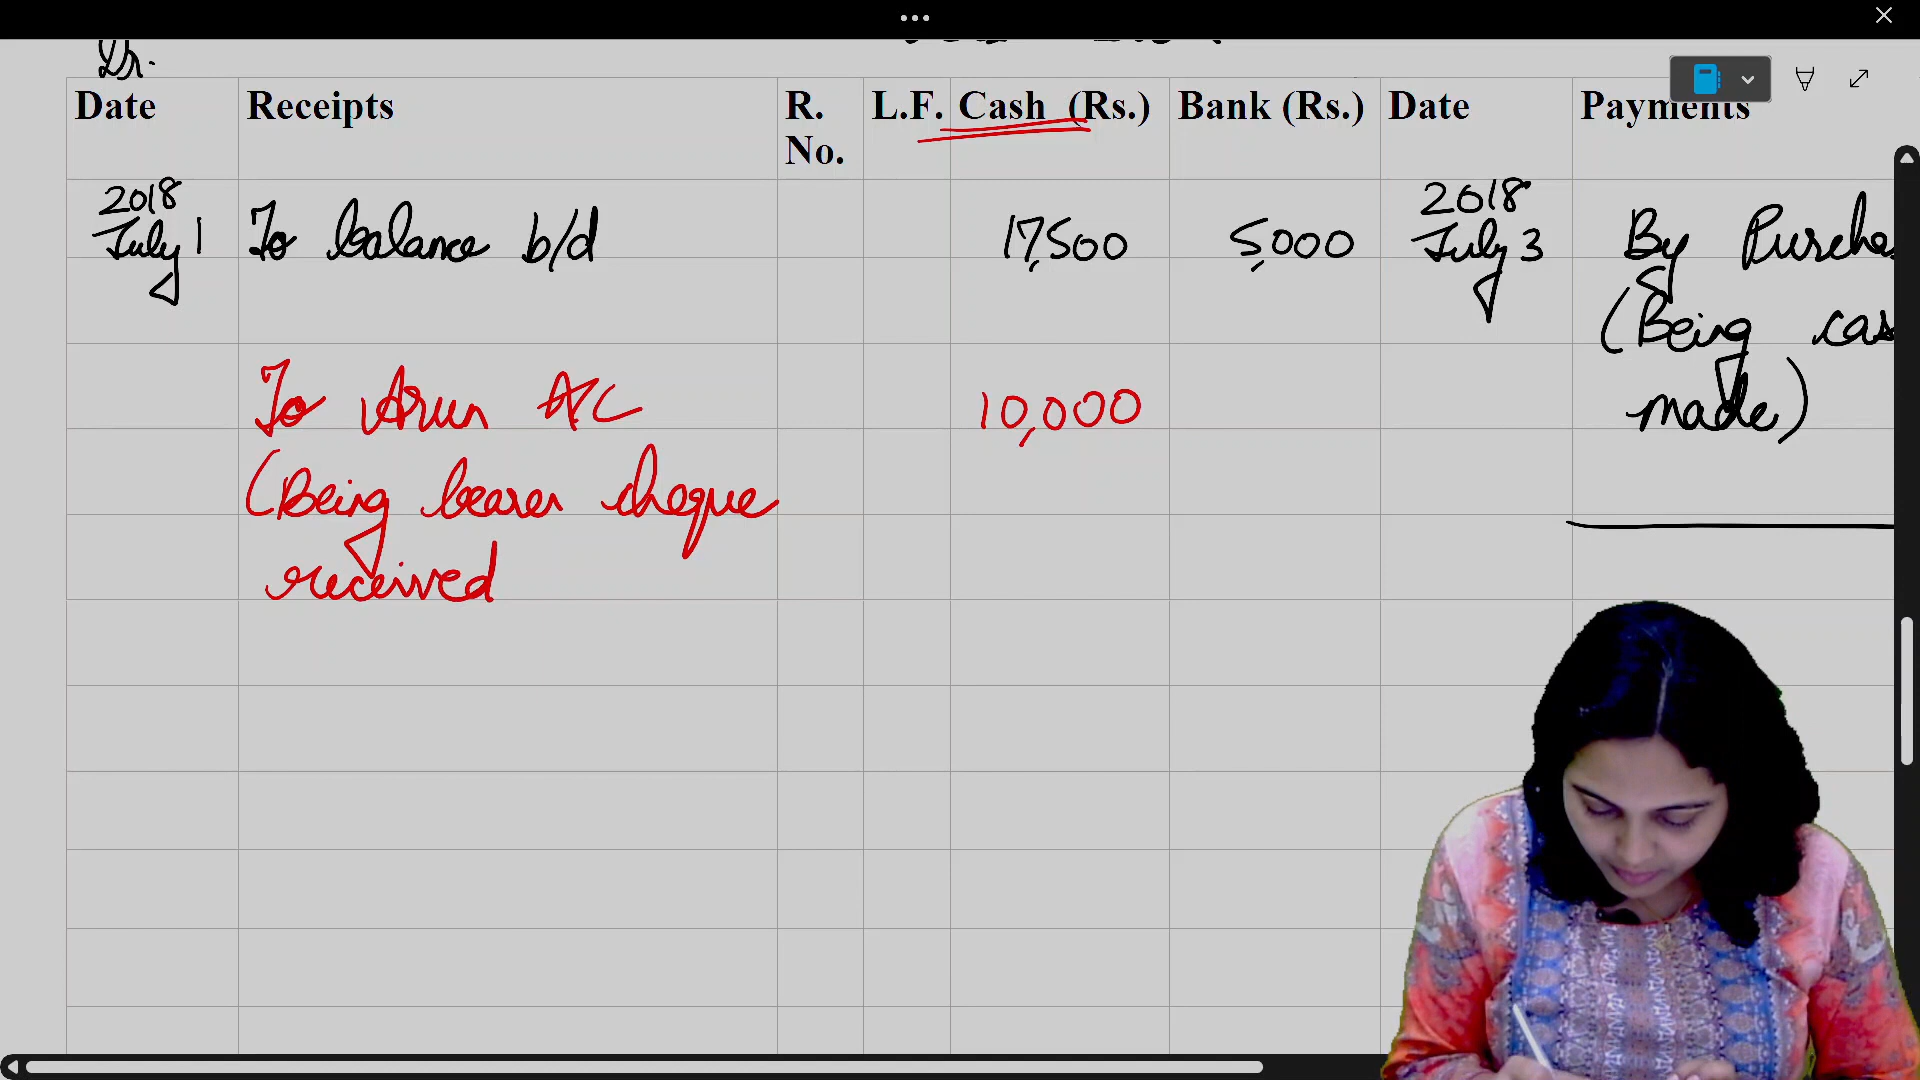 Dr.
Date Receipts R. No. L.F. Cash (Rs.) Bank (Rs.) Date Payments
2018 2018
July 1 To balance b/d 17,500 5,000 July 3 By Purcha
(Being cas
To Arun A/C 10,000 made)
(Being bearer cheque
received